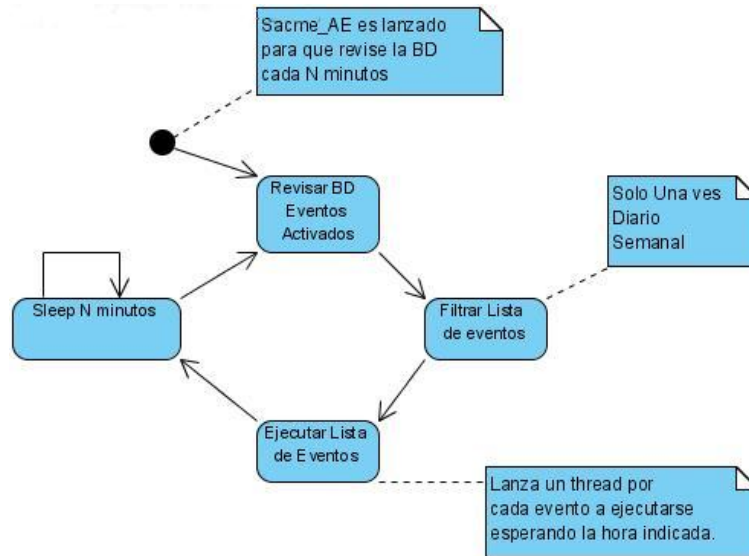 Sacme_AE es lanzado
para que revise la BD
cada N minutos
Revisar BD
Eventos
Activados
Solo Una ves
Diario
Semanal
Sleep N minutos
Filtrar Lista
de eventos
Ejecutar Lista
de Eventos
Lanza un thread por
cada evento a ejecutarse
esperando la hora indicada.